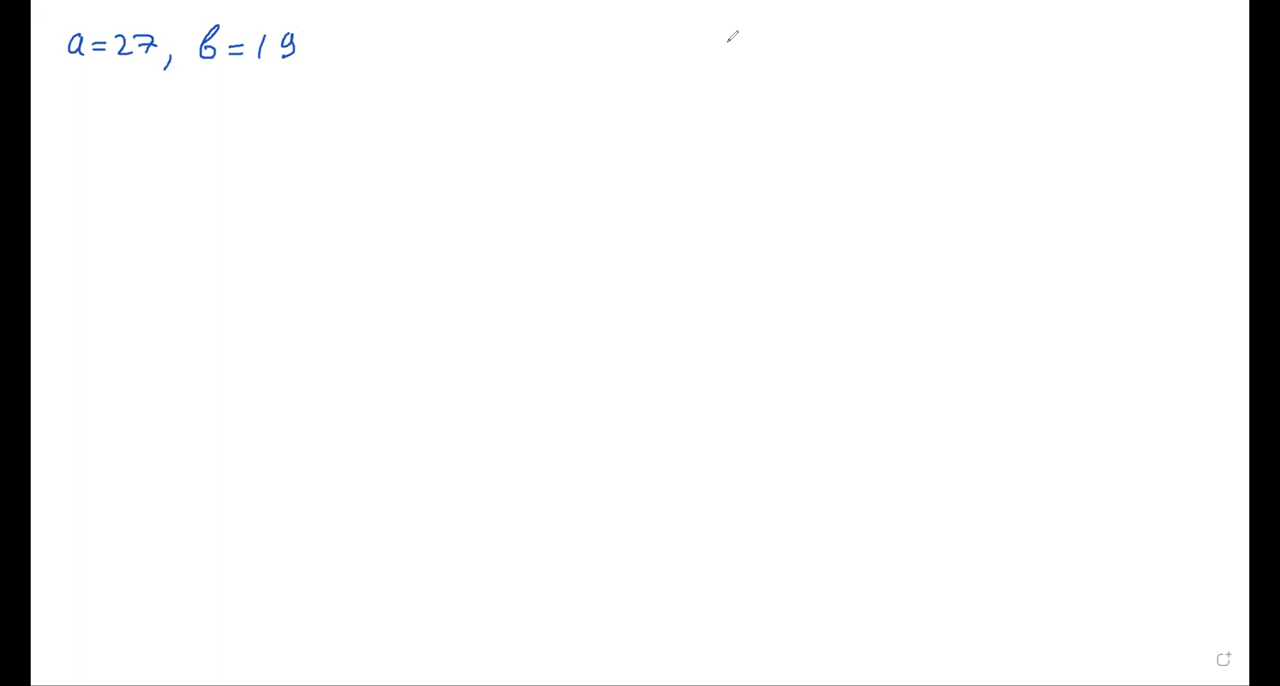 a = 27, b = 19